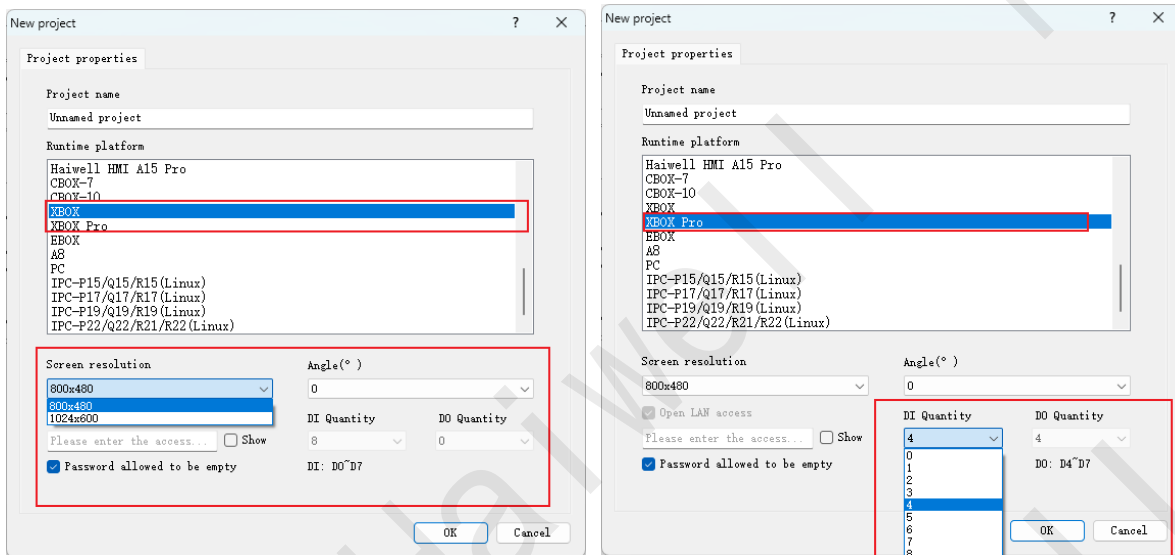 New project
Project properties
Project name
Unnamed project
Runtime platform
Haiwell HMI A15 Pro
CBOX-7
CBOX-10
XBOX
XBOX Pro
EBOX
A8
PC
IPC-P15/Q15/R15(Linux)
IPC-P17/Q17/R17(Linux)
IPC-P19/Q19/R19(Linux)
IPC-P22/Q22/R21/R22(Linux)
Screen resolution Angle(°)
800x480 0
800x480
1024x600 DI Quantity DO Quantity
Please enter the access... Show 8 0
Password allowed to be empty DI: D0~D7
OK Cancel
New project
Project properties
Project name
Unnamed project
Runtime platform
Haiwell HMI A15 Pro
CBOX-7
CBOX-10
XBOX
XBOX Pro
EBOX
A8
PC
IPC-P15/Q15/R15(Linux)
IPC-P17/Q17/R17(Linux)
IPC-P19/Q19/R19(Linux)
IPC-P22/Q22/R21/R22(Linux)
Screen resolution Angle(°)
800x480 0
Open LAN access DI Quantity DO Quantity
Please enter the access... Show 4 4
Password allowed to be empty DO: D4~D7
0
1
2
3
4
5
6
7
8
OK Cancel
Haiwell